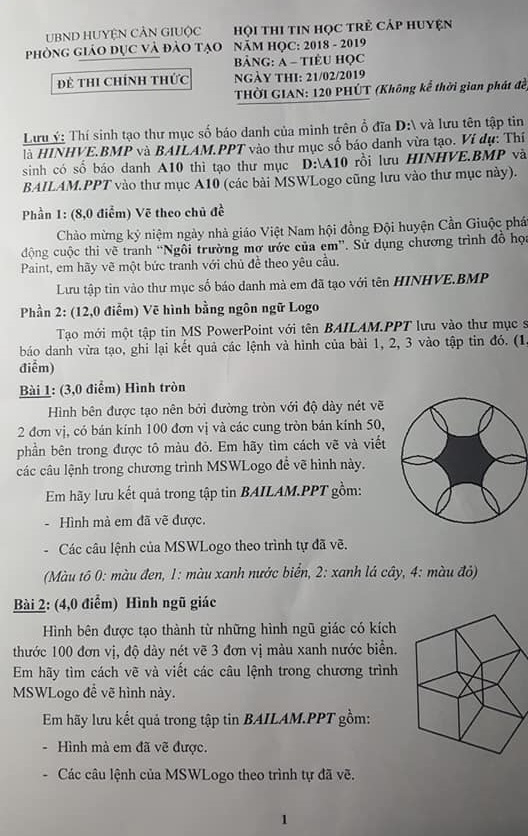 UBND HUYỆN CẦN GIUỘC
PHÒNG GIÁO DỤC VÀ ĐÀO TẠO
ĐỀ THI CHÍNH THỨC
HỘI THI TIN HỌC TRẺ CẤP HUYỆN
NĂM HỌC: 2018 - 2019
BẢNG: A – TIỂU HỌC
NGÀY THI: 21/02/2019
THỜI GIAN: 120 PHÚT (Không kể thời gian phát đề)
Lưu ý: Thí sinh tạo thư mục số báo danh của mình trên ổ đĩa D:\ và lưu tên tập tin
là HINHVE.BMP và BAILAM.PPT vào thư mục số báo danh vừa tạo. Ví dụ: Thí
sinh có số báo danh A10 thì tạo thư mục D:\A10 rồi lưu HINHVE.BMP và
BAILAM.PPT vào thư mục A10 (các bài MSWLogo cũng lưu vào thư mục này).
Phần 1: (8,0 điểm) Vẽ theo chủ đề
Chào mừng kỷ niệm ngày nhà giáo Việt Nam hội đồng Đội huyện Cần Giuộc phá
động cuộc thi vẽ tranh “Ngôi trường mơ ước của em”. Sử dụng chương trình đồ họa
Paint, em hãy vẽ một bức tranh với chủ đề theo yêu cầu.
Lưu tập tin vào thư mục số báo danh mà em đã tạo với tên HINHVE.BMP
Phần 2: (12,0 điểm) Vẽ hình bằng ngôn ngữ Logo
Tạo mới một tập tin MS PowerPoint với tên BAILAM.PPT lưu vào thư mục s
báo danh vừa tạo, ghi lại kết quả các lệnh và hình của bài 1, 2, 3 vào tập tin đó. (1,
điểm)
Bài 1: (3,0 điểm) Hình tròn
Hình bên được tạo nên bởi đường tròn với độ dày nét vẽ
2 đơn vị, có bán kính 100 đơn vị và các cung tròn bán kính 50,
phần bên trong được tô màu đỏ. Em hãy tìm cách vẽ và viết
các câu lệnh trong chương trình MSWLogo để vẽ hình này.
Em hãy lưu kết quả trong tập tin BAILAM.PPT gồm:
- Hình mà em đã vẽ được.
- Các câu lệnh của MSWLogo theo trình tự đã vẽ.
(Màu tô 0: màu đen, 1: màu xanh nước biển, 2: xanh lá cây, 4: màu đỏ)
Bài 2: (4,0 điểm) Hình ngũ giác
Hình bên được tạo thành từ những hình ngũ giác có kích
thước 100 đơn vị, độ dày nét vẽ 3 đơn vị màu xanh nước biển.
Em hãy tìm cách vẽ và viết các câu lệnh trong chương trình
MSWLogo để vẽ hình này.
Em hãy lưu kết quả trong tập tin BAILAM.PPT gồm:
- Hình mà em đã vẽ được.
- Các câu lệnh của MSWLogo theo trình tự đã vẽ.
1